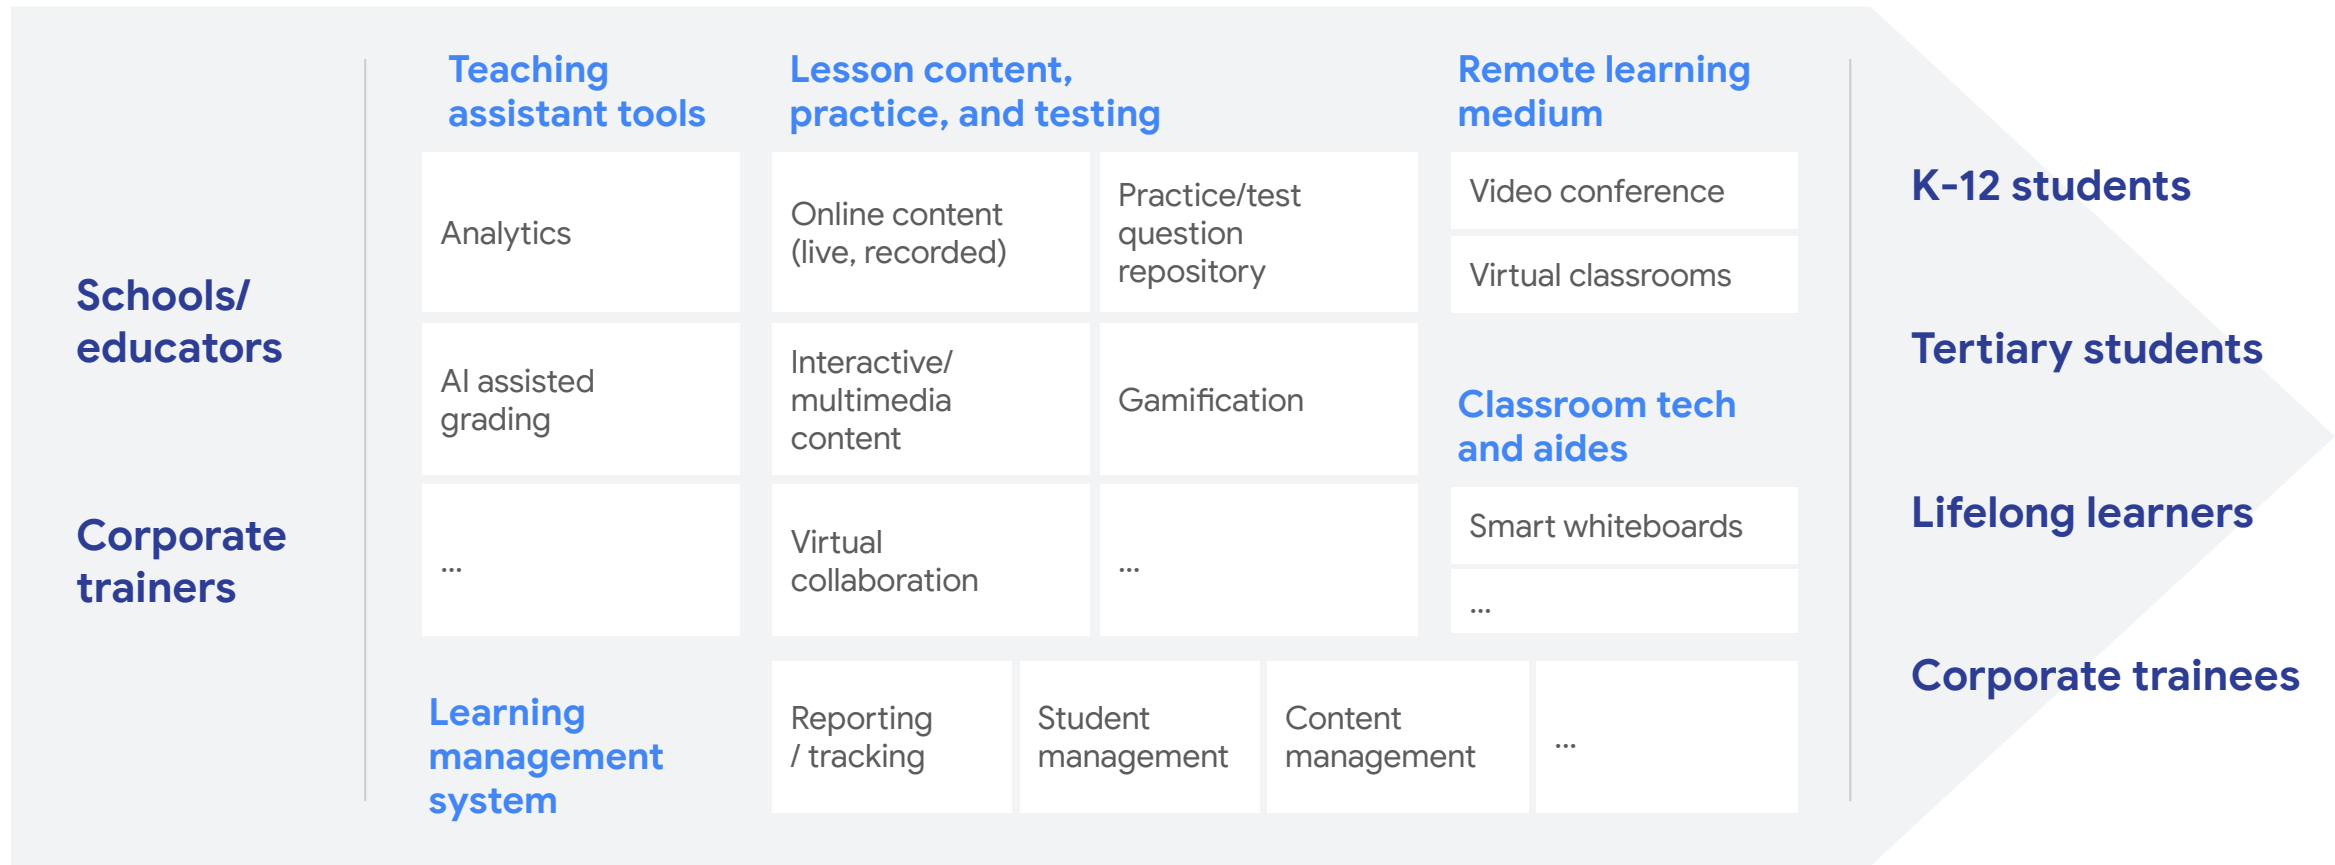 Schools/
educators
Corporate
trainers
Teaching
assistant tools
Analytics
AI assisted
grading
...
Lesson content,
practice, and testing
Online content
(live, recorded)
Practice/test
question
repository
Interactive/
multimedia
content
Gamification
Virtual
collaboration
...
Remote learning
medium
Video conference
Virtual classrooms
Classroom tech
and aides
Smart whiteboards
...
Learning
management
system
Reporting
/ tracking
Student
management
Content
management
...
K-12 students
Tertiary students
Lifelong learners
Corporate trainees